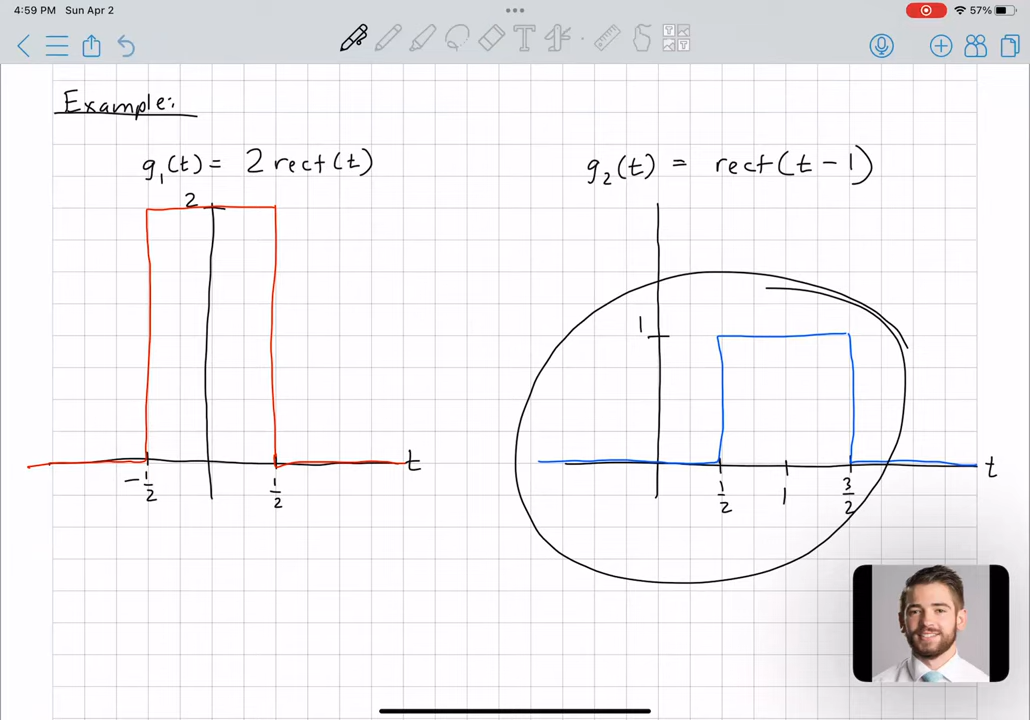 4:59 PM Sun Apr 2
57%
Example:
g₁(t) = 2 rect(t)
g₂(t) = rect(t − 1)
2
1
t
t
−1/2
1/2
1/2
1
3/2